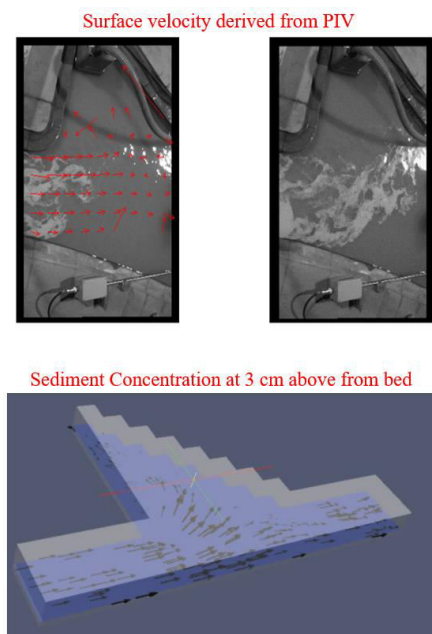 Surface velocity derived from PIV
Sediment Concentration at 3 cm above from bed